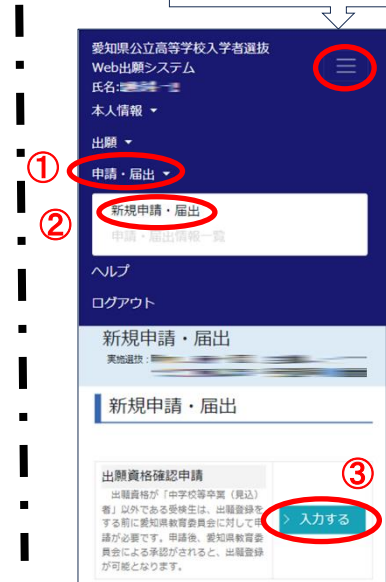 愛知県公立高等学校入学者選抜
Web出願システム
氏名:
本人情報
出願
① 申請・届出
② 新規申請・届出
申請・届出情報一覧
ヘルプ
ログアウト
新規申請・届出
実施選抜:
新規申請・届出
③
出願資格確認申請
出願資格が「中学校等卒業（見込）
者」以外である受検生は、出願登録を
する前に愛知県教育委員会に対して申
請が必要です。申請後、愛知県教育委
員会による承認がされると、出願登録
が可能となります。
> 入力する